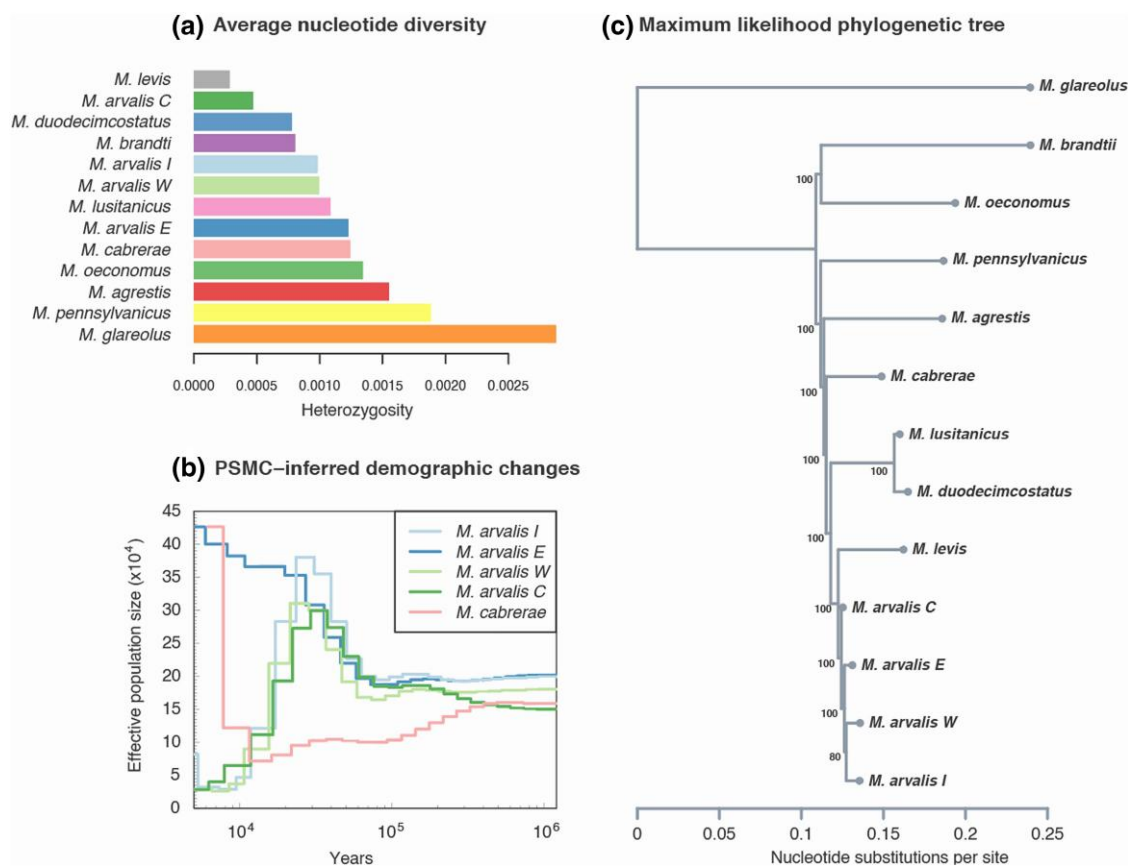 (a) Average nucleotide diversity
M. levis
M. arvalis C
M. duodecimcostatus
M. brandti
M. arvalis I
M. arvalis W
M. lusitanicus
M. arvalis E
M. cabrerae
M. oeconomus
M. agrestis
M. pennsylvanicus
M. glareolus
0.0000 0.0005 0.0010 0.0015 0.0020 0.0025
Heterozygosity
(b) PSMC–inferred demographic changes
Effective population size (x10⁴)
45
40
35
30
25
20
15
10
5
0
M. arvalis I
M. arvalis E
M. arvalis W
M. arvalis C
M. cabrerae
10⁴ 10⁵ 10⁶
Years
(c) Maximum likelihood phylogenetic tree
M. glareolus
M. brandtii
100
M. oeconomus
M. pennsylvanicus
M. agrestis
100
M. cabrerae
100
M. lusitanicus
100
100
M. duodecimcostatus
100
M. levis
100 M. arvalis C
100
M. arvalis E
100
M. arvalis W
80
M. arvalis I
0 0.05 0.1 0.15 0.2 0.25
Nucleotide substitutions per site